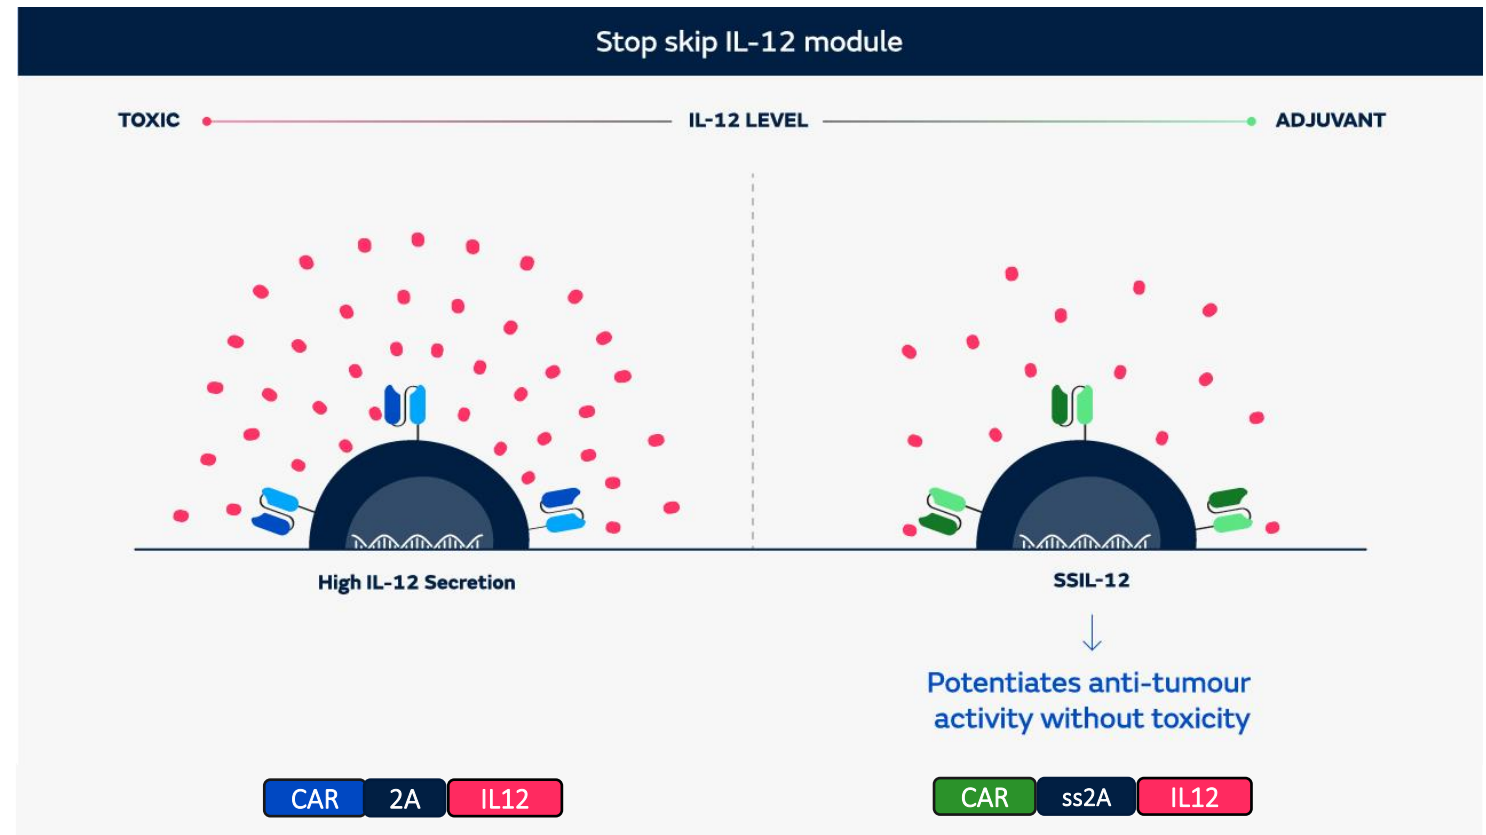 Stop skip IL-12 module
TOXIC
IL-12 LEVEL
ADJUVANT
High IL-12 Secretion
SSIL-12
Potentiates anti-tumour
activity without toxicity
CAR 2A IL12
CAR ss2A IL12